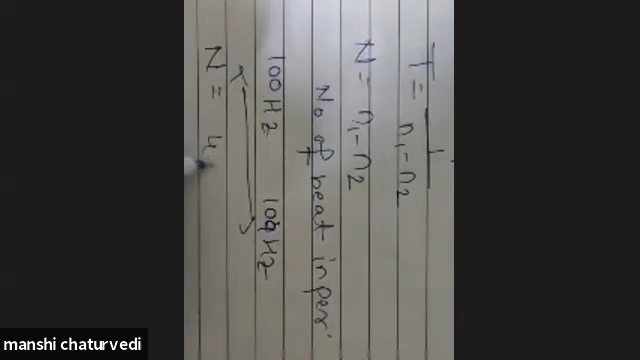 T = 1
n₁ - n₂
N = n₁ - n₂
No of beat in per
100 Hz 104 Hz
N = 4
manshi chaturvedi